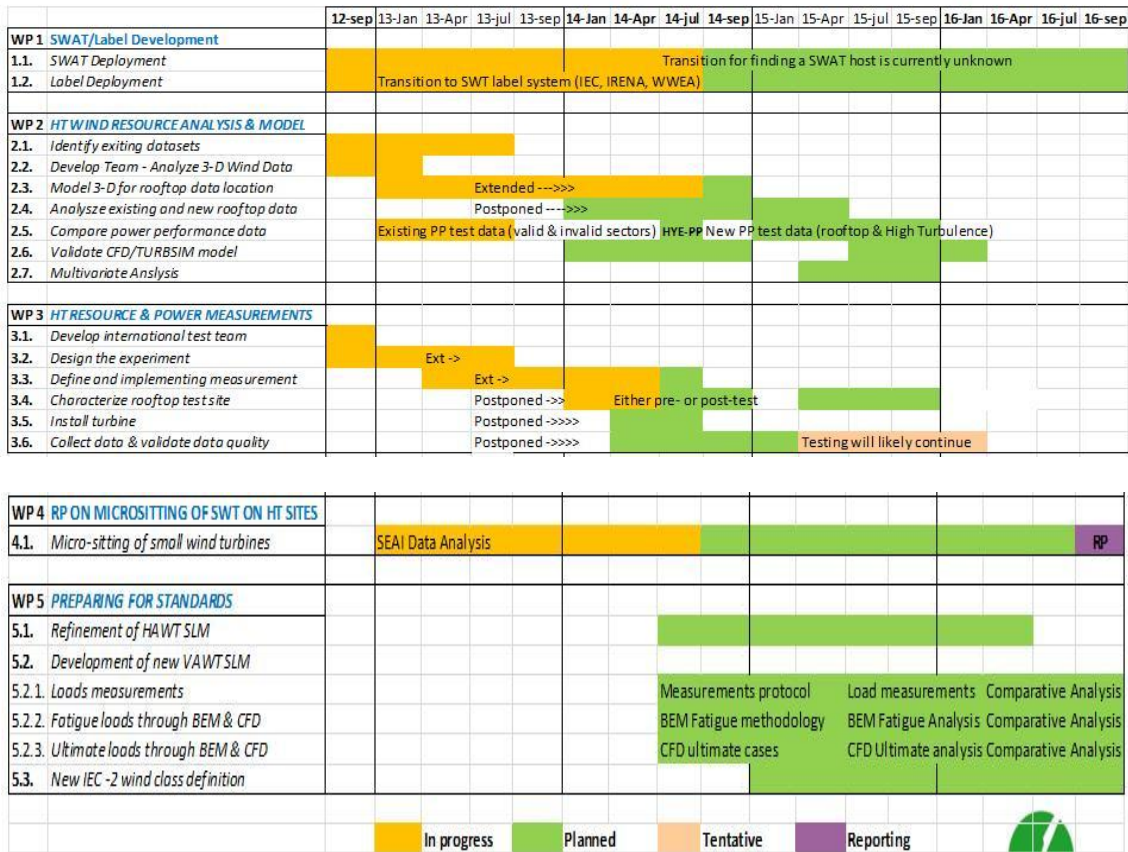 12-sep 13-Jan 13-Apr 13-jul 13-sep 14-Jan 14-Apr 14-jul 14-sep 15-Jan 15-Apr 15-jul 15-sep 16-Jan 16-Apr 16-jul 16-sep
WP 1 SWAT/Label Development
1.1. SWAT Deployment Transition for finding a SWAT host is currently unknown
1.2. Label Deployment Transition to SWT label system (IEC, IRENA, WWEA)
WP 2 HT WIND RESOURCE ANALYSIS & MODEL
2.1. Identify exiting datasets
2.2. Develop Team - Analyze 3-D Wind Data
2.3. Model 3-D for rooftop data location Extended --->>>
2.4. Analysze existing and new rooftop data Postponed ---->>>
2.5. Compare power performance data Existing PP test data (valid & invalid sectors) HYE-PP New PP test data (rooftop & High Turbulence)
2.6. Validate CFD/TURBSIM model
2.7. Multivariate Anslysis
WP 3 HT RESOURCE & POWER MEASUREMENTS
3.1. Develop international test team
3.2. Design the experiment Ext ->
3.3. Define and implementing measurement Ext ->
3.4. Characterize rooftop test site Postponed ->> Either pre- or post-test
3.5. Install turbine Postponed ->>>>
3.6. Collect data & validate data quality Postponed ->>>> Testing will likely continue
WP 4 RP ON MICROSITTING OF SWT ON HT SITES
4.1. Micro-sitting of small wind turbines SEAI Data Analysis RP
WP 5 PREPARING FOR STANDARDS
5.1. Refinement of HAWT SLM
5.2. Development of new VAWT SLM
5.2.1. Loads measurements Measurements protocol Load measurements Comparative Analysis
5.2.2. Fatigue loads through BEM & CFD BEM Fatigue methodology BEM Fatigue Analysis Comparative Analysis
5.2.3. Ultimate loads through BEM & CFD CFD ultimate cases CFD Ultimate analysis Comparative Analysis
5.3. New IEC -2 wind class definition
In progress Planned Tentative Reporting